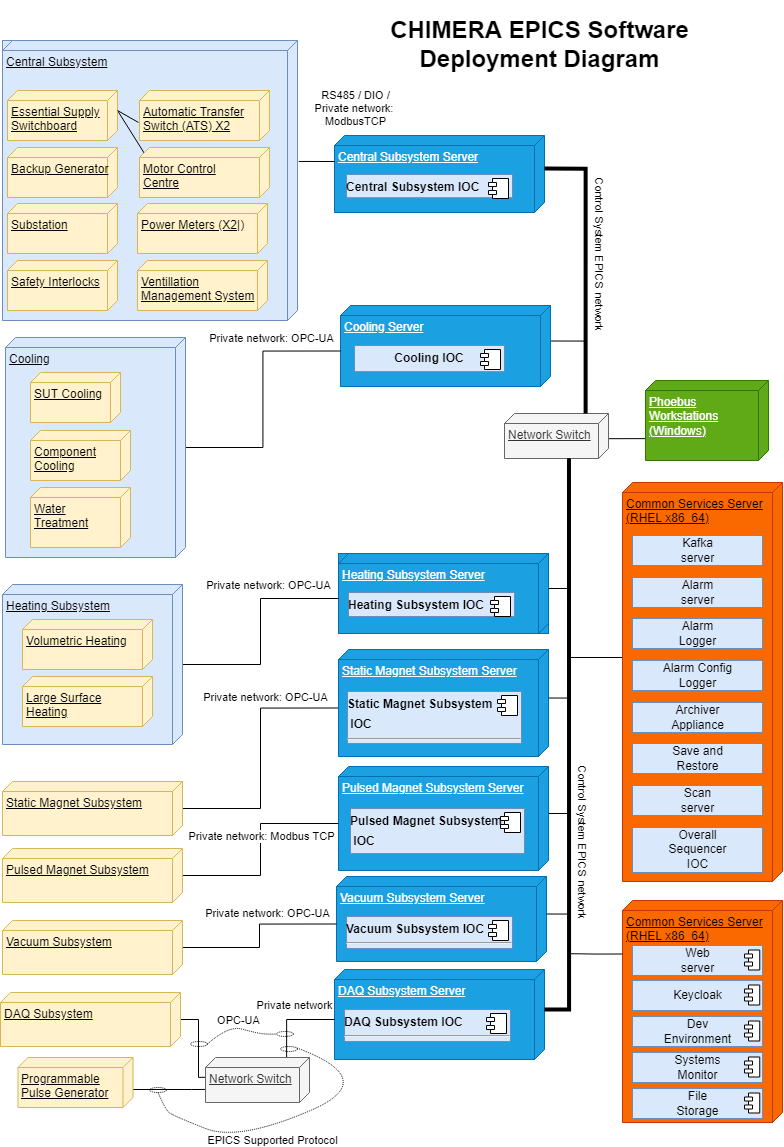 CHIMERA EPICS Software
Deployment Diagram
Central Subsystem
Essential Supply
Switchboard
Automatic Transfer
Switch (ATS) X2
Backup Generator
Motor Control
Centre
Substation
Power Meters (X2|)
Safety Interlocks
Ventillation
Management System
RS485 / DIO /
Private network:
ModbusTCP
Central Subsystem Server
Central Subsystem IOC
Control System EPICS network
Cooling
SUT Cooling
Component
Cooling
Water
Treatment
Private network: OPC-UA
Cooling Server
Cooling IOC
Network Switch
Phoebus
Workstations
(Windows)
Heating Subsystem
Volumetric Heating
Large Surface
Heating
Private network: OPC-UA
Heating Subsystem Server
Heating Subsystem IOC
Static Magnet Subsystem
Private network: OPC-UA
Static Magnet Subsystem Server
Static Magnet Subsystem
IOC
Pulsed Magnet Subsystem
Private network: Modbus TCP
Pulsed Magnet Subsystem Server
Pulsed Magnet Subsystem
IOC
Control System EPICS network
Vacuum Subsystem
Private network: OPC-UA
Vacuum Subsystem Server
Vacuum Subsystem IOC
DAQ Subsystem
OPC-UA
Private network
DAQ Subsystem Server
DAQ Subsystem IOC
Programmable
Pulse Generator
Network Switch
EPICS Supported Protocol
Common Services Server
(RHEL x86_64)
Kafka
server
Alarm
server
Alarm
Logger
Alarm Config
Logger
Archiver
Appliance
Save and
Restore
Scan
server
Overall
Sequencer
IOC
Common Services Server
(RHEL x86_64)
Web
server
Keycloak
Dev
Environment
Systems
Monitor
File
Storage